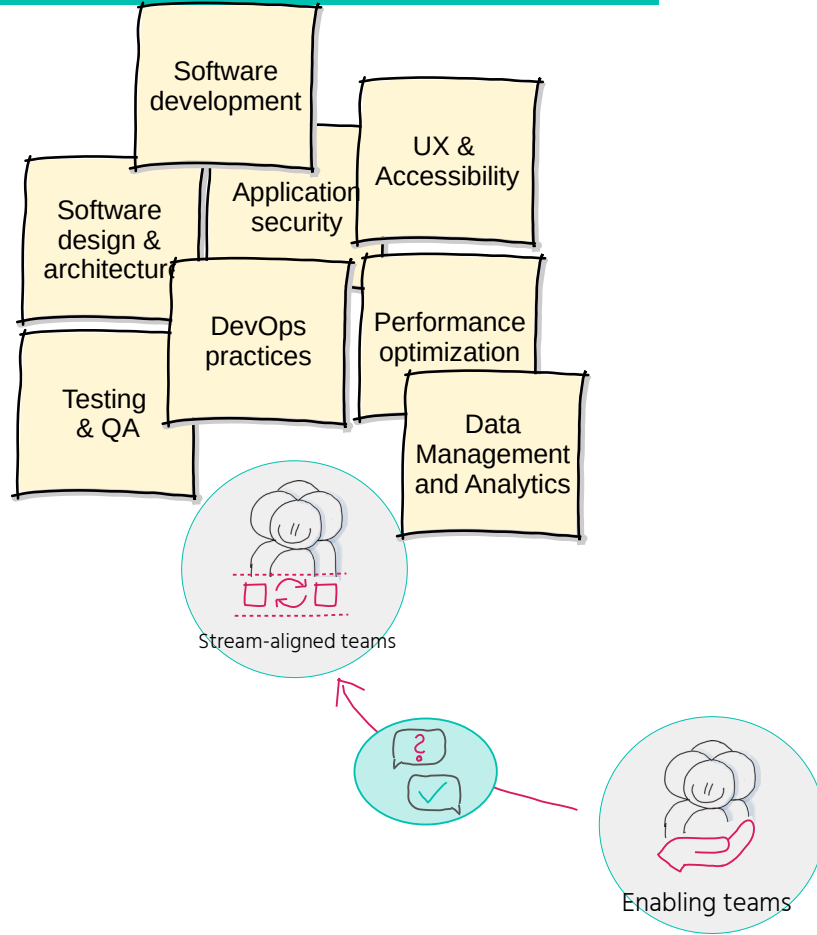 Software
development
UX &
Accessibility
Application
security
Software
design &
architecture
DevOps
practices
Performance
optimization
Testing
& QA
Data
Management
and Analytics
Stream-aligned teams
?
Enabling teams